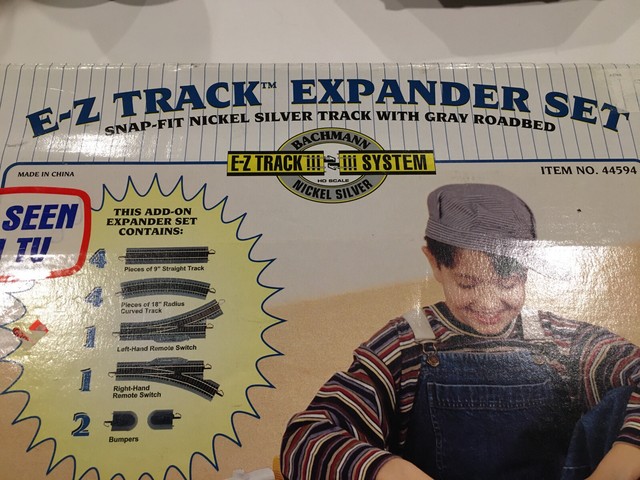 E-Z TRACK™ EXPANDER SET
SNAP-FIT NICKEL SILVER TRACK WITH GRAY ROADBED
BACHMANN
E-Z TRACK SYSTEM
HO SCALE
NICKEL SILVER
MADE IN CHINA
ITEM NO. 44594
SEEN
TV
THIS ADD-ON
EXPANDER SET
CONTAINS:
4
Pieces of 9" Straight Track
4
Pieces of 18" Radius
Curved Track
1
Left-Hand Remote Switch
1
Right-Hand
Remote Switch
2
Bumpers